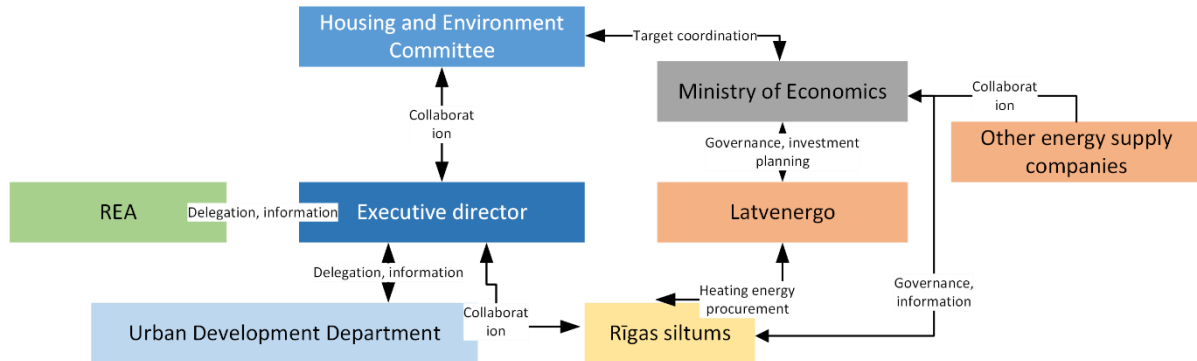 Housing and Environment
Committee
Target coordination
Ministry of Economics
Collaborat
ion
Collaborat
ion
Governance, investment
planning
Other energy supply
companies
REA
Delegation, information
Executive director
Latvenergo
Delegation, information
Governance,
information
Heating energy
procurement
Collaborat
ion
Urban Development Department
Rīgas siltums